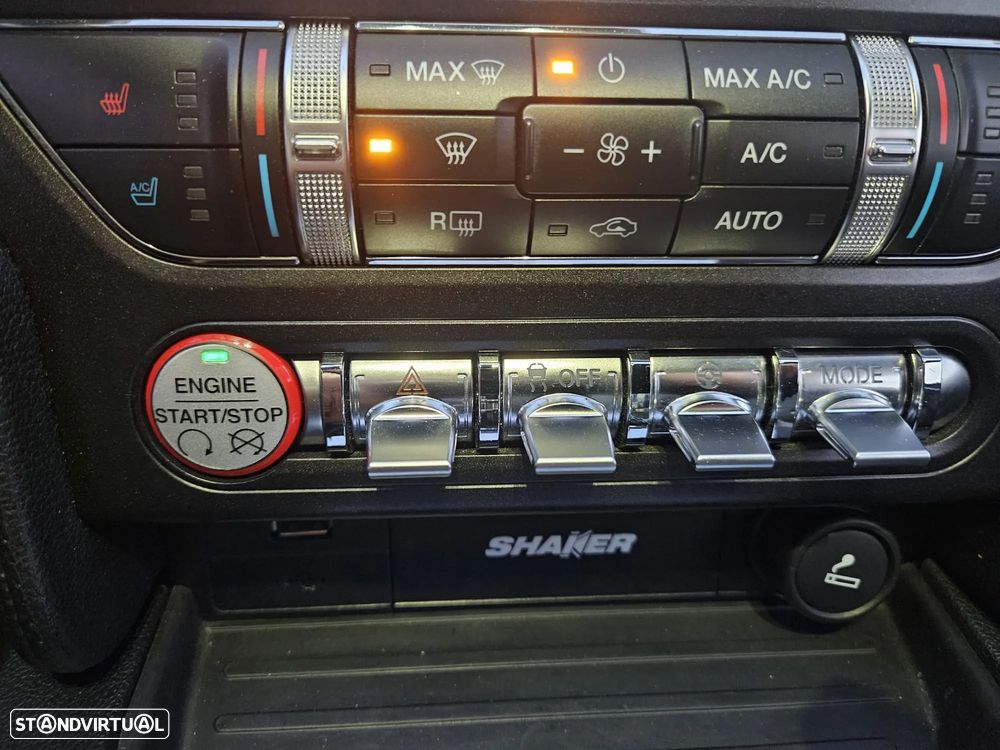 MAX
MAX A/C
A/C
- +
A/C
R
AUTO
ENGINE
START/STOP
OFF
MODE
SHAKER
STANDVIRTUAL